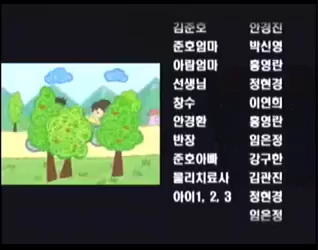 김준호 안경진
준호엄마 박신영
아람엄마 홍영란
선생님 정현경
창수 이연희
안경환 홍영란
반장 임은정
준호아빠 강구한
물리치료사 김관진
아이1, 2, 3 정현경
임은정